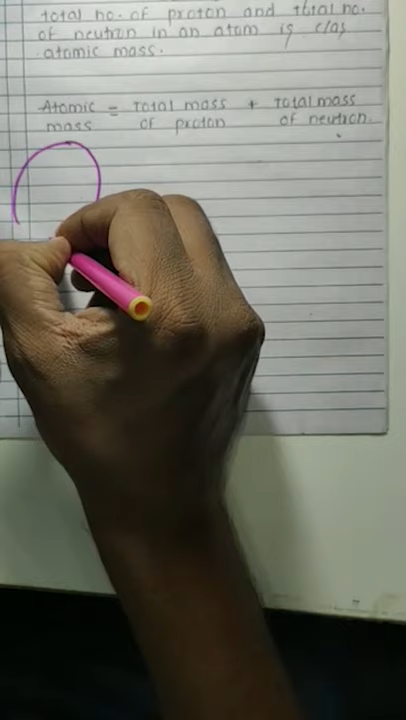 total no. of proton and total no.
of neutron in an atom is c/as
atomic mass.
Atomic = Total mass + Total mass
mass of proton of neutron.